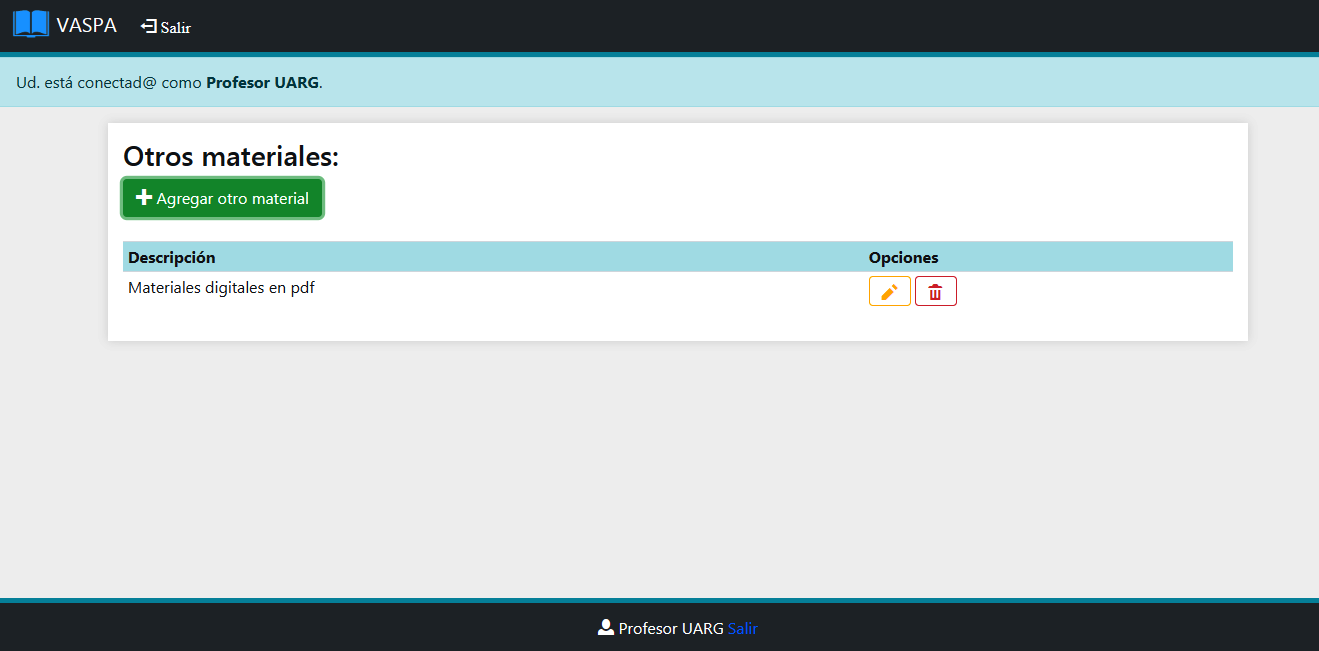 VASPA Salir
Ud. está conectad@ como Profesor UARG.
Otros materiales:
Agregar otro material
Descripción Opciones
Materiales digitales en pdf
Profesor UARG Salir